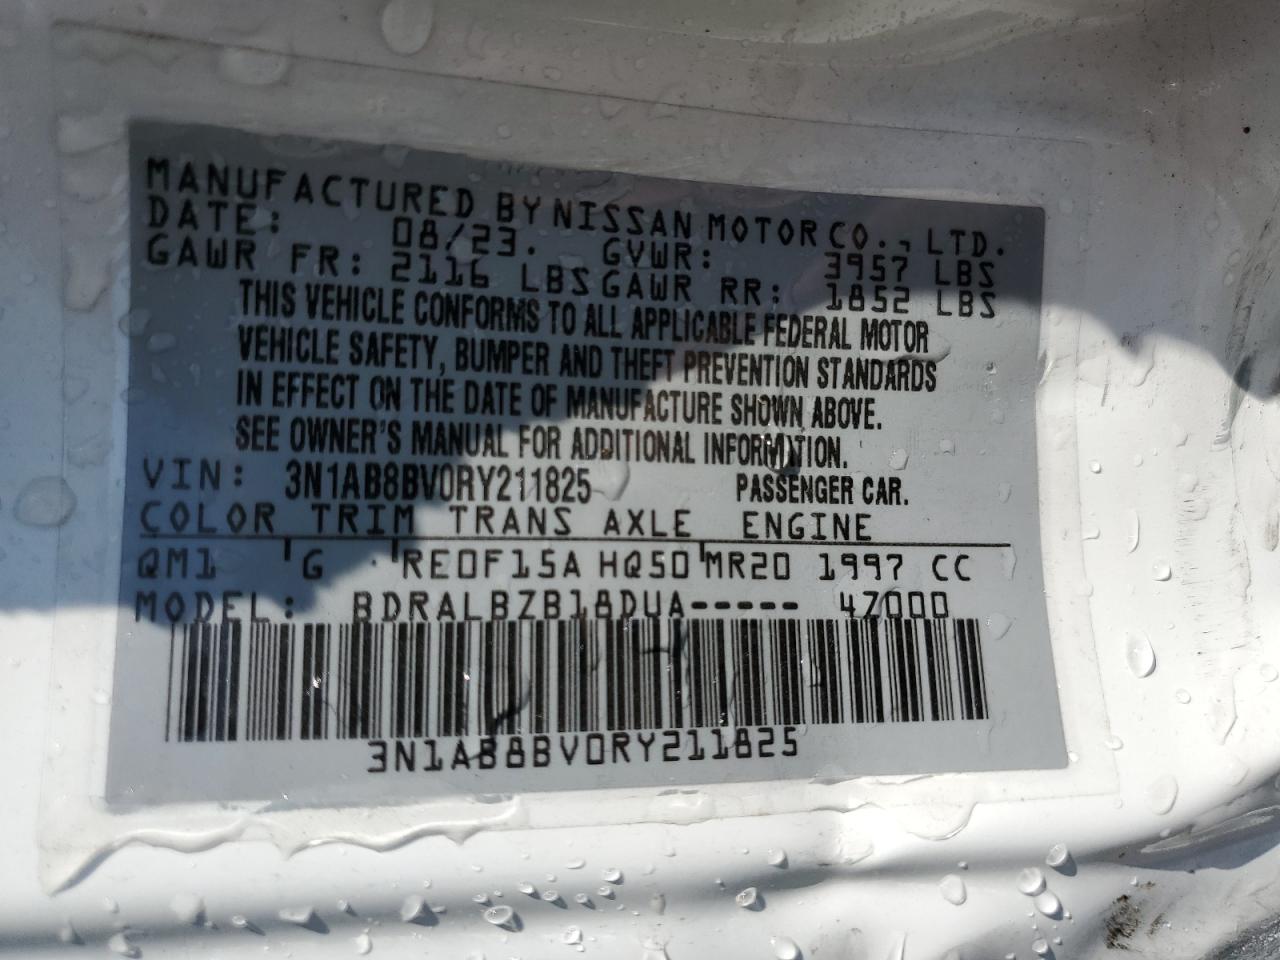 MANUFACTURED BY NISSAN MOTOR CO., LTD.
DATE: 08/23. GVWR: 3957 LBS
GAWR FR: 2116 LBS GAWR RR: 1852 LBS
THIS VEHICLE CONFORMS TO ALL APPLICABLE FEDERAL MOTOR
VEHICLE SAFETY, BUMPER AND THEFT PREVENTION STANDARDS
IN EFFECT ON THE DATE OF MANUFACTURE SHOWN ABOVE.
SEE OWNER'S MANUAL FOR ADDITIONAL INFORMATION.
VIN: 3N1AB8BV0RY211825 PASSENGER CAR.
COLOR TRIM TRANS AXLE ENGINE
QM1 G RE0F15A HQ50 MR20 1997 CC
MODEL: BDRALBZB18DUA----- 4Z000
3N1AB8BV0RY211825